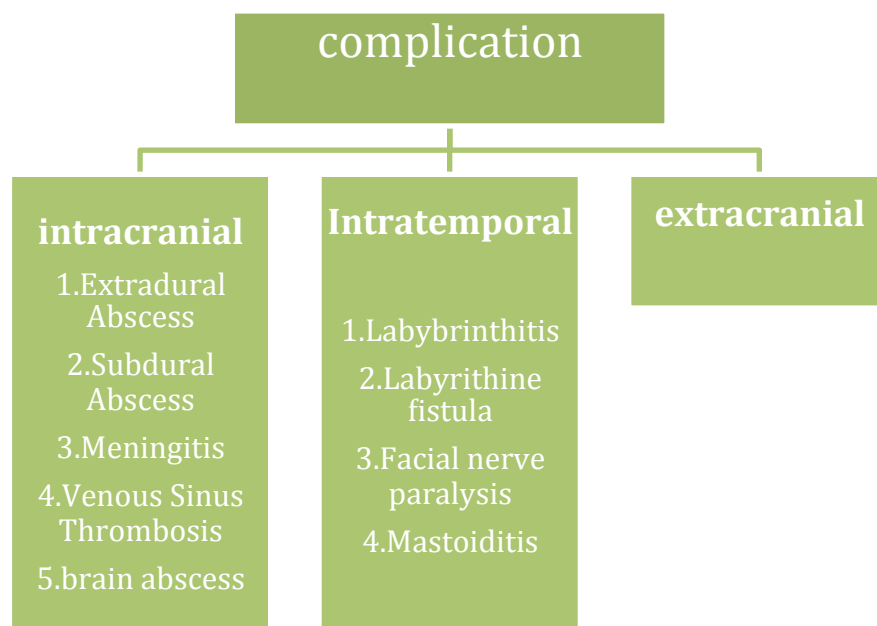 complication
intracranial
1.Extradural
Abscess
2.Subdural
Abscess
3.Meningitis
4.Venous Sinus
Thrombosis
5.brain abscess
Intratemporal
1.Labybrinthitis
2.Labyrithine
fistula
3.Facial nerve
paralysis
4.Mastoiditis
extracranial